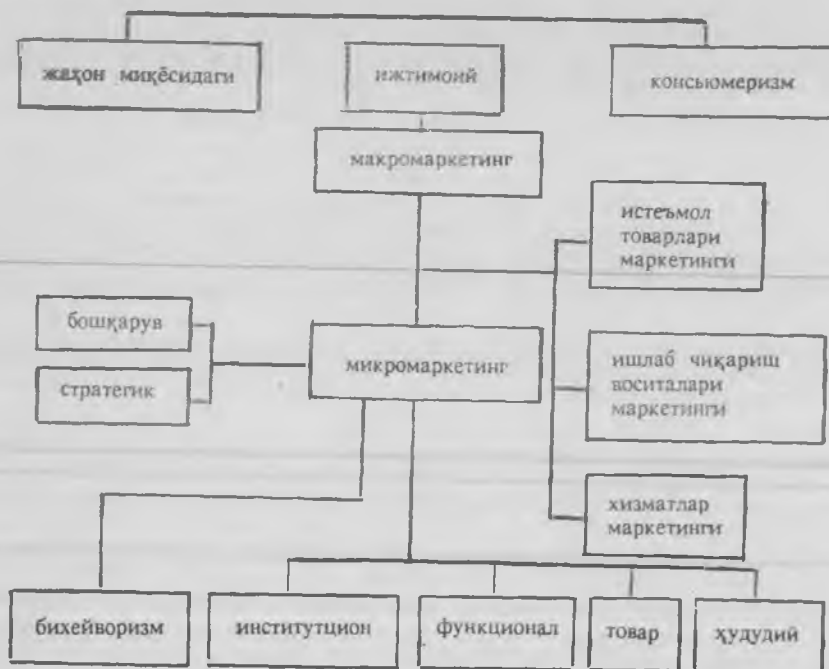 жаҳон миқёсидаги
ижтимоий
консьюмеризм
макромаркетинг
истеъмол
товарлари
маркетинги
бошқарув
стратегик
микромаркетинг
ишлаб чиқариш
воситалари
маркетинги
хизматлар
маркетинги
бихейворизм
институтцион
функционал
товар
ҳудудий